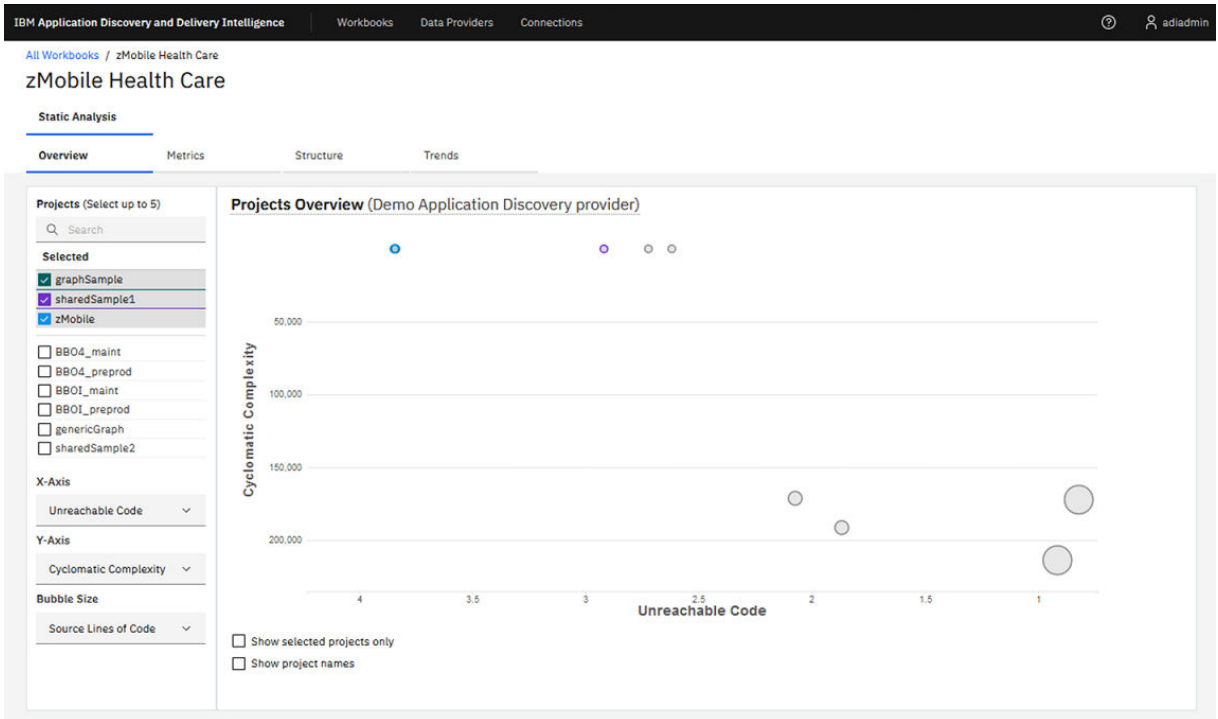 IBM Application Discovery and Delivery Intelligence Workbooks Data Providers Connections adiadmin
All Workbooks / zMobile Health Care
zMobile Health Care
Static Analysis
Overview Metrics Structure Trends
Projects (Select up to 5)
Search
Selected
graphSample
sharedSample1
zMobile
BBO4_maint
BBO4_preprod
BBOI_maint
BBOI_preprod
genericGraph
sharedSample2
X-Axis
Unreachable Code
Y-Axis
Cyclomatic Complexity
Bubble Size
Source Lines of Code
Projects Overview (Demo Application Discovery provider)
Cyclomatic Complexity
50,000
100,000
150,000
200,000
4 3.5 3 2.5 2 1.5 1
Unreachable Code
Show selected projects only
Show project names